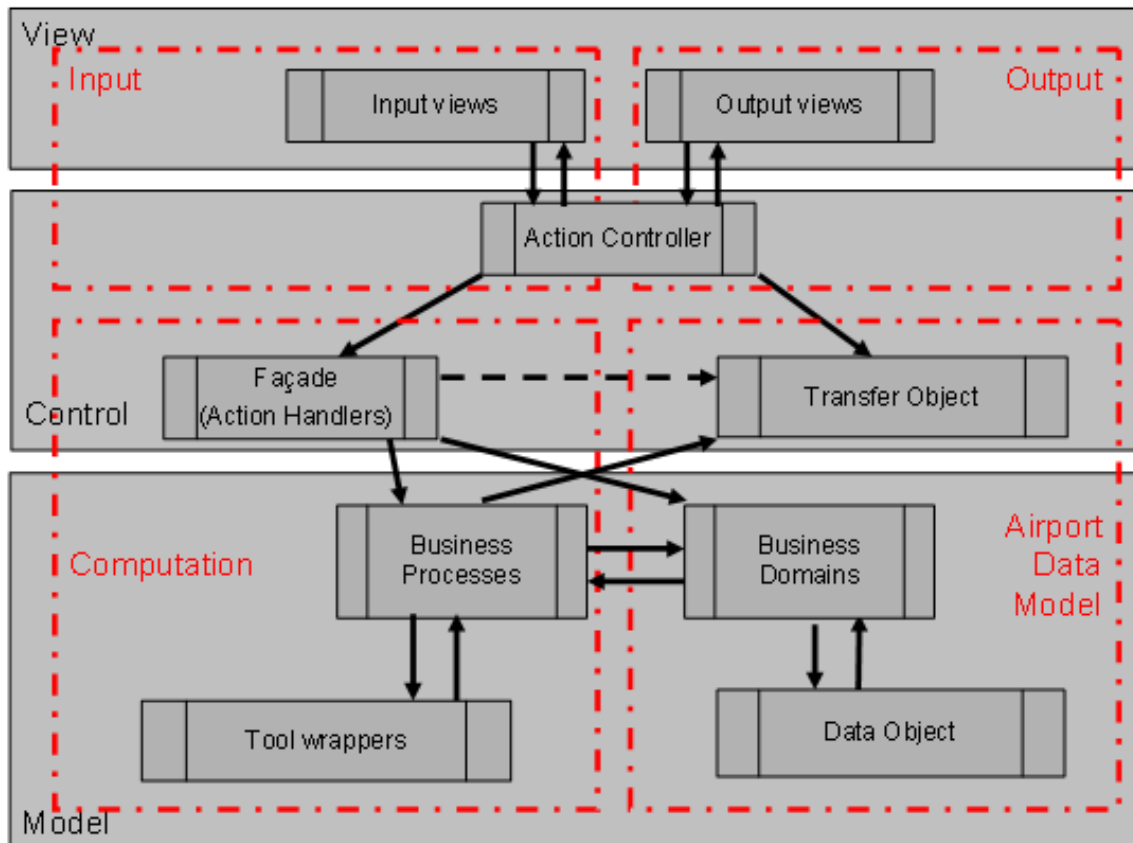 View
Input
Output
Input views
Output views
Action Controller
Façade
(Action Handlers)
Transfer Object
Control
Business
Processes
Business
Domains
Computation
Airport
Data
Model
Tool wrappers
Data Object
Model